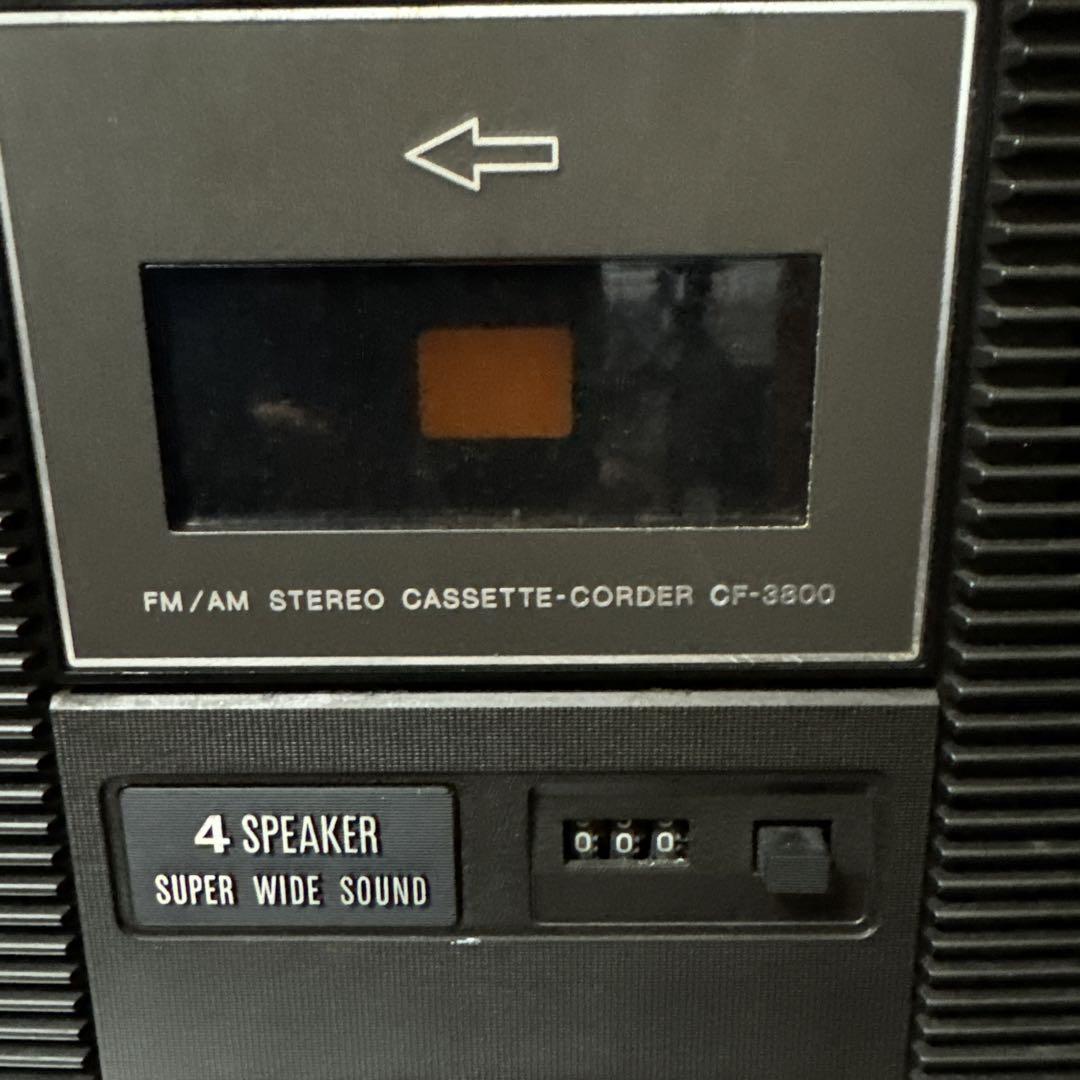 FM/AM STEREO CASSETTE-CORDER CF-3800
4 SPEAKER
SUPER WIDE SOUND
000